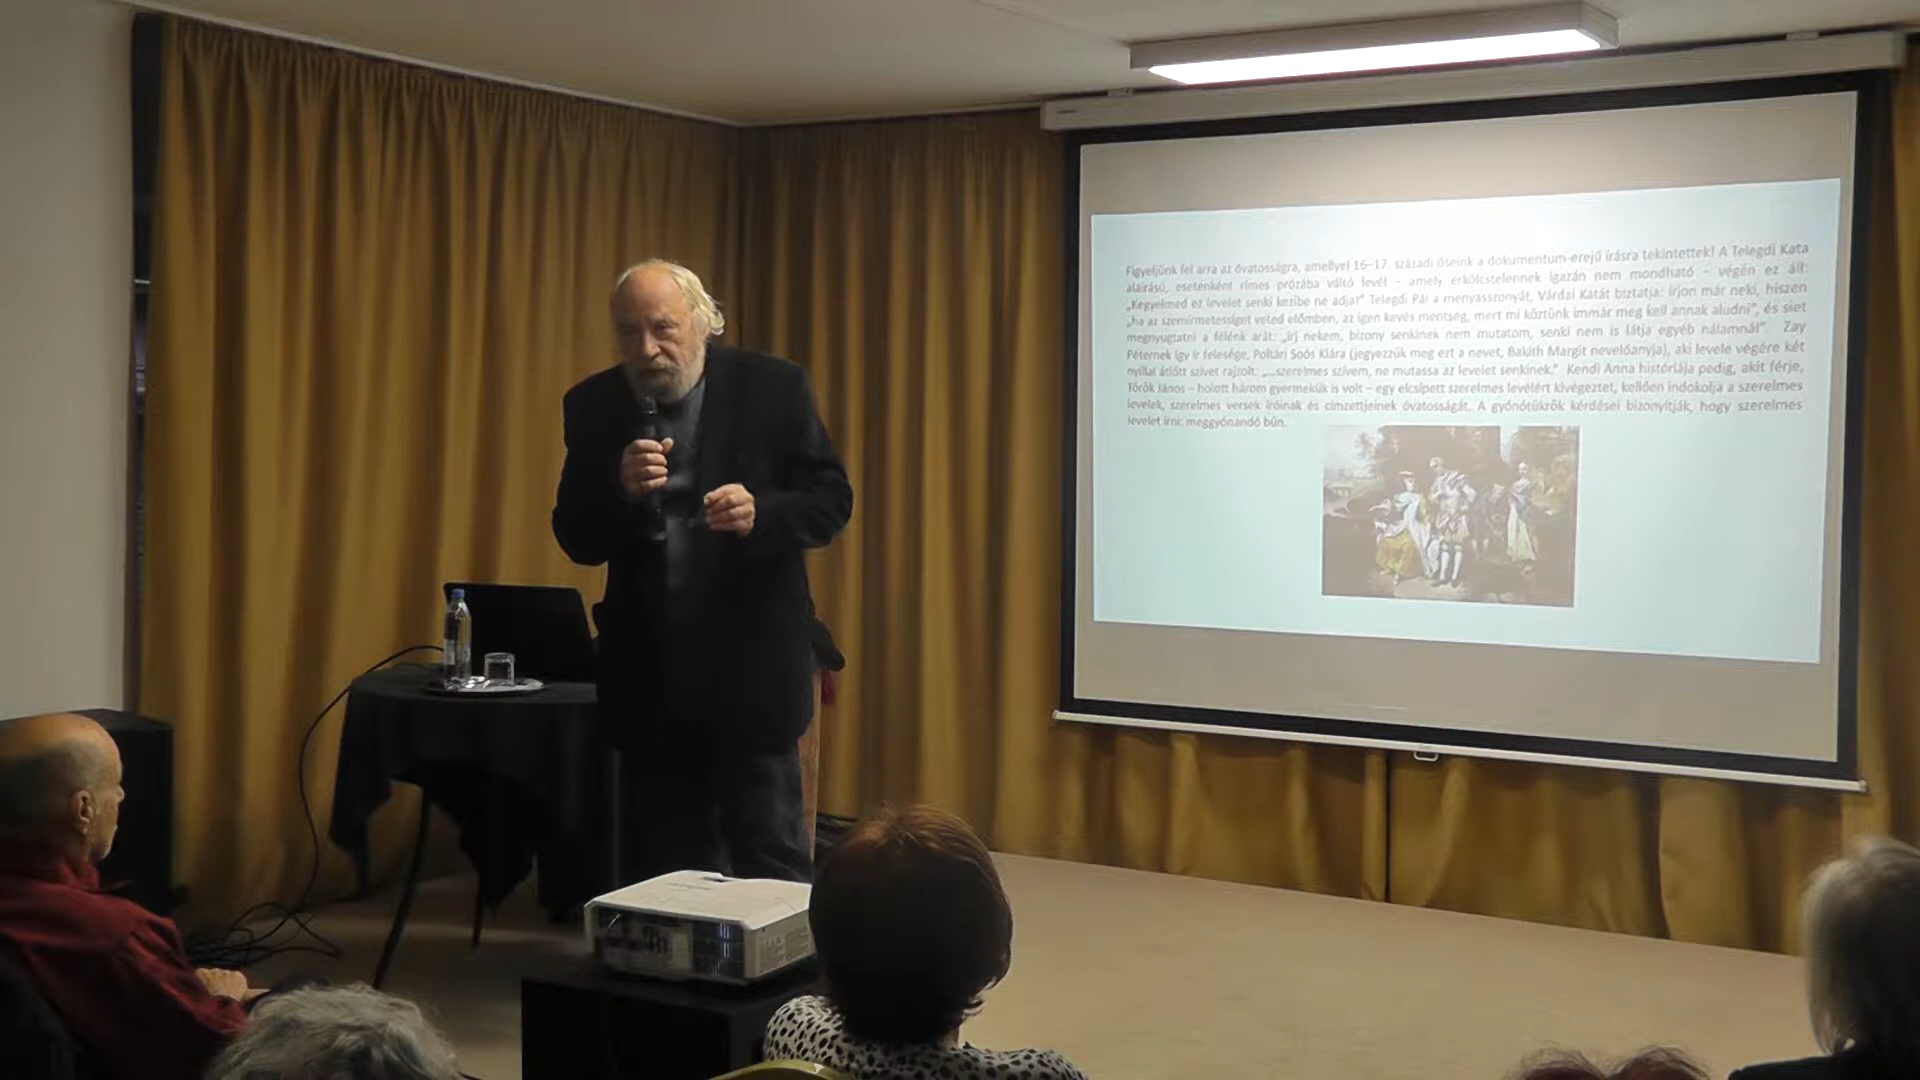 Figyeljünk fel arra az óvatosságra, amellyel 16–17. századi őseink a dokumentum-erejű írásra tekintettek! A Telegdi Kata
aláírású, esetenként rímes prózába váltó levél – amely erkölcstelennek igazán nem mondható – végén ez áll:
„Kegyelmed ez levelet senki kezibe ne adja!” Telegdi Pál a menyasszonyát, Várdai Katát biztatja: írjon már neki, hiszen
„ha az szemirmetességet veted előmben, az igen kevés mentség, mert mi köztünk immár meg kell annak aludni”, és siet
megnyugtatni a félénk arát: „írj nekem, bizony senkinek nem mutatom, senki nem is látja egyéb nálamnál”. Zay
Péternek így ír felesége, Poltári Soós Klára (jegyezzük meg ezt a nevet, Bakith Margit nevelőanyja), aki levele végére két
nyíllal átlőtt szívet rajzolt: „...szerelmes szívem, ne mutassa az levelet senkinek.” Kendi Anna históriája pedig, akit férje,
Török János – holott három gyermekük is volt – egy elcsípett szerelmes levélért kivégeztet, kellően indokolja a szerelmes
levelek, szerelmes versek íróinak és címzettjeinek óvatosságát. A gyónótükrök kérdései bizonyítják, hogy szerelmes
levelet írni: meggyónandó bűn.